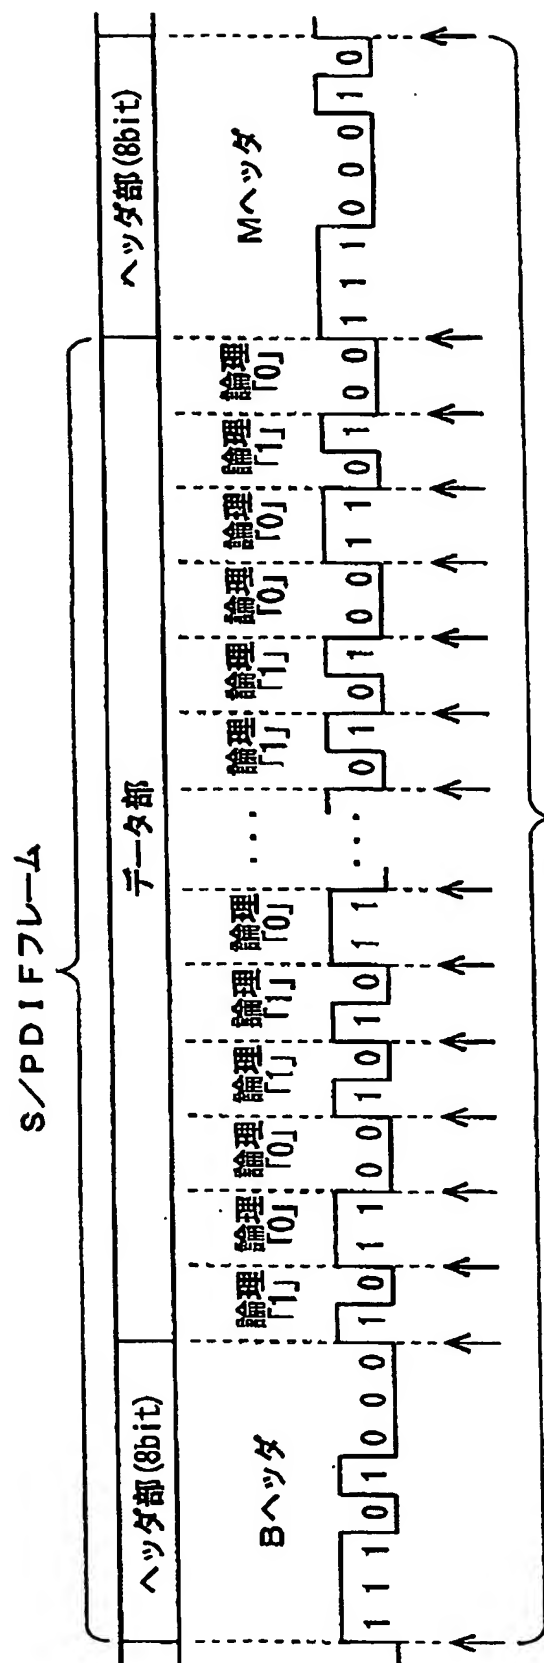 S/PDIFフレーム
ヘッダ部(8bit) データ部 ヘッダ部(8bit)
Bヘッダ 論理「1」 論理「0」 論理「0」 論理「1」 論理「1」 論理「0」 ・・・ 論理「1」 論理「1」 論理「0」 論理「0」 論理「1」 論理「0」 Mヘッダ
1 1 1 0 1 0 0 0 1 0 1 1 0 0 1 0 1 0 1 1 ・・・ 0 1 0 1 0 0 1 1 0 1 0 0 1 1 1 0 0 0 1 0